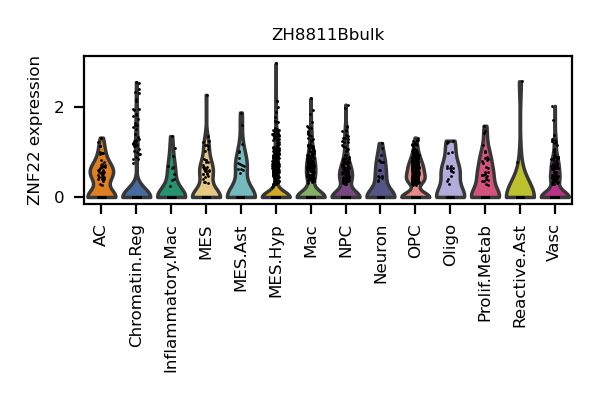 ZH8811Bbulk
ZNF22 expression
2
0
AC
Chromatin.Reg
Inflammatory.Mac
MES
MES.Ast
MES.Hyp
Mac
NPC
Neuron
OPC
Oligo
Prolif.Metab
Reactive.Ast
Vasc